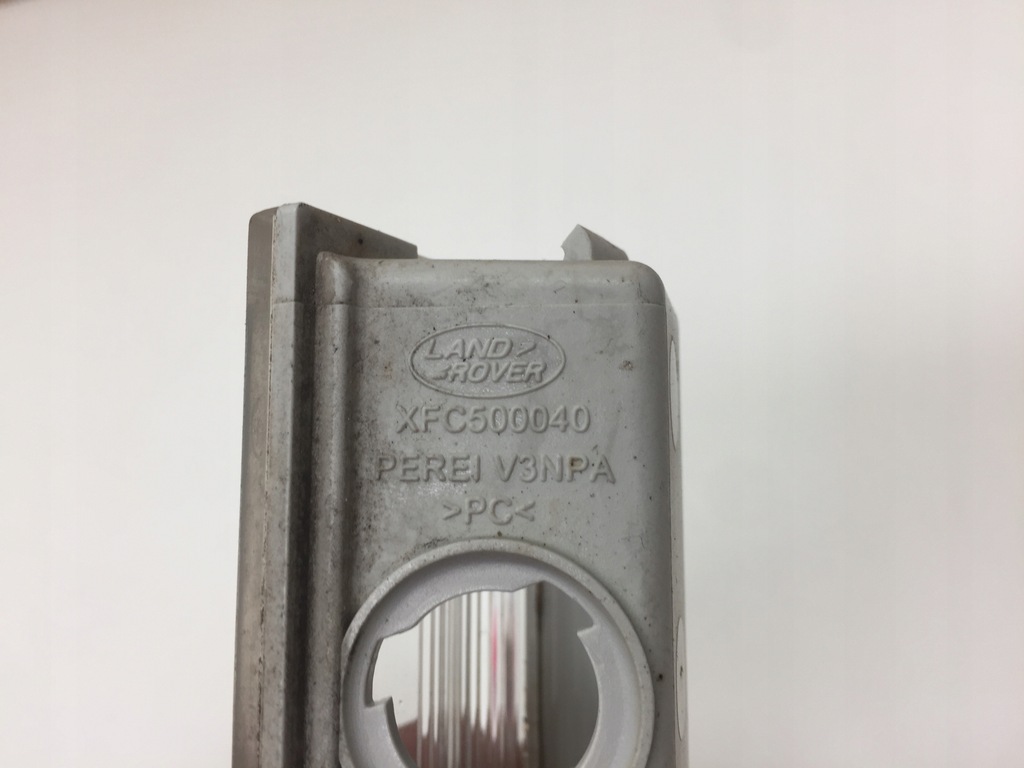 LAND
ROVER
XFC500040
PEREI V3NPA
>PC<